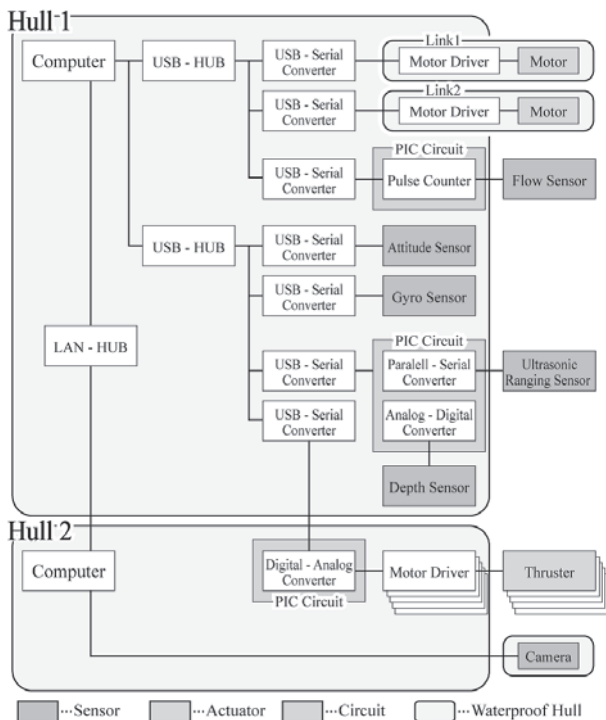 Hull-1
Computer
USB - HUB
USB - Serial
Converter
Link1
Motor Driver
Motor
USB - Serial
Converter
Link2
Motor Driver
Motor
USB - Serial
Converter
PIC Circuit
Pulse Counter
Flow Sensor
USB - HUB
USB - Serial
Converter
Attitude Sensor
USB - Serial
Converter
Gyro Sensor
LAN - HUB
USB - Serial
Converter
PIC Circuit
Paralell - Serial
Converter
Ultrasonic
Ranging Sensor
USB - Serial
Converter
Analog - Digital
Converter
Depth Sensor
Hull 2
Computer
Digital - Analog
Converter
PIC Circuit
Motor Driver
Thruster
Camera
···Sensor
···Actuator
···Circuit
···Waterproof Hull